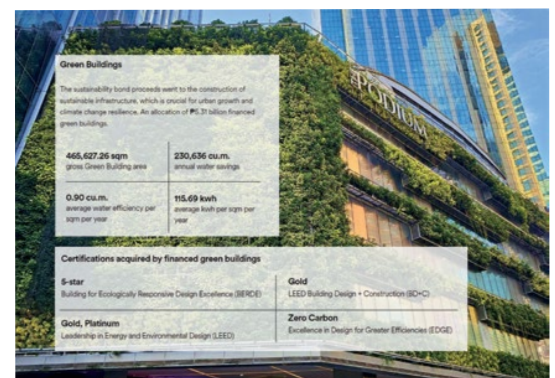 PODIUM
Green Buildings
The sustainability bond proceeds went to the construction of
sustainable infrastructure, which is crucial for urban growth and
climate change resilience. An allocation of ₱5.31 billion financed
green buildings.
465,627.26 sqm
gross Green Building area
230,636 cu.m.
annual water savings
0.90 cu.m.
average water efficiency per
sqm per year
115.69 kwh
average kwh per sqm per
year
Certifications acquired by financed green buildings
5-star
Building for Ecologically Responsive Design Excellence (BERDE)
Gold
LEED Building Design + Construction (BD+C)
Gold, Platinum
Leadership in Energy and Environmental Design (LEED)
Zero Carbon
Excellence in Design for Greater Efficiencies (EDGE)